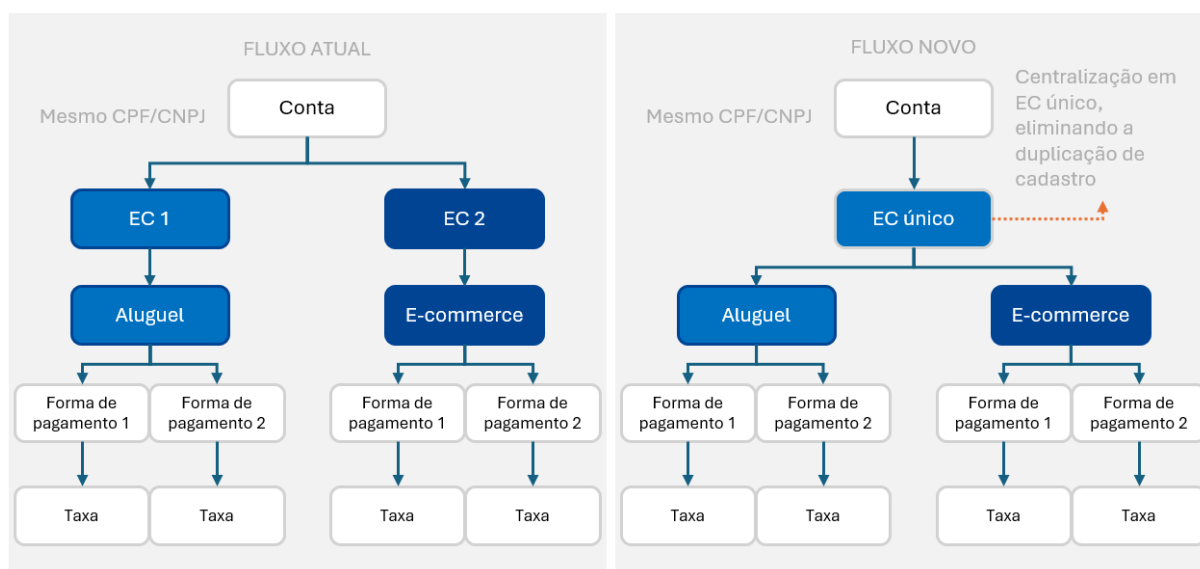 FLUXO ATUAL
Mesmo CPF/CNPJ
Conta
EC 1
EC 2
Aluguel
E-commerce
Forma de
pagamento 1
Forma de
pagamento 2
Forma de
pagamento 1
Forma de
pagamento 2
Taxa
Taxa
Taxa
Taxa
FLUXO NOVO
Mesmo CPF/CNPJ
Conta
Centralização em
EC único,
eliminando a
duplicação de
cadastro
EC único
Aluguel
E-commerce
Forma de
pagamento 1
Forma de
pagamento 2
Forma de
pagamento 1
Forma de
pagamento 2
Taxa
Taxa
Taxa
Taxa